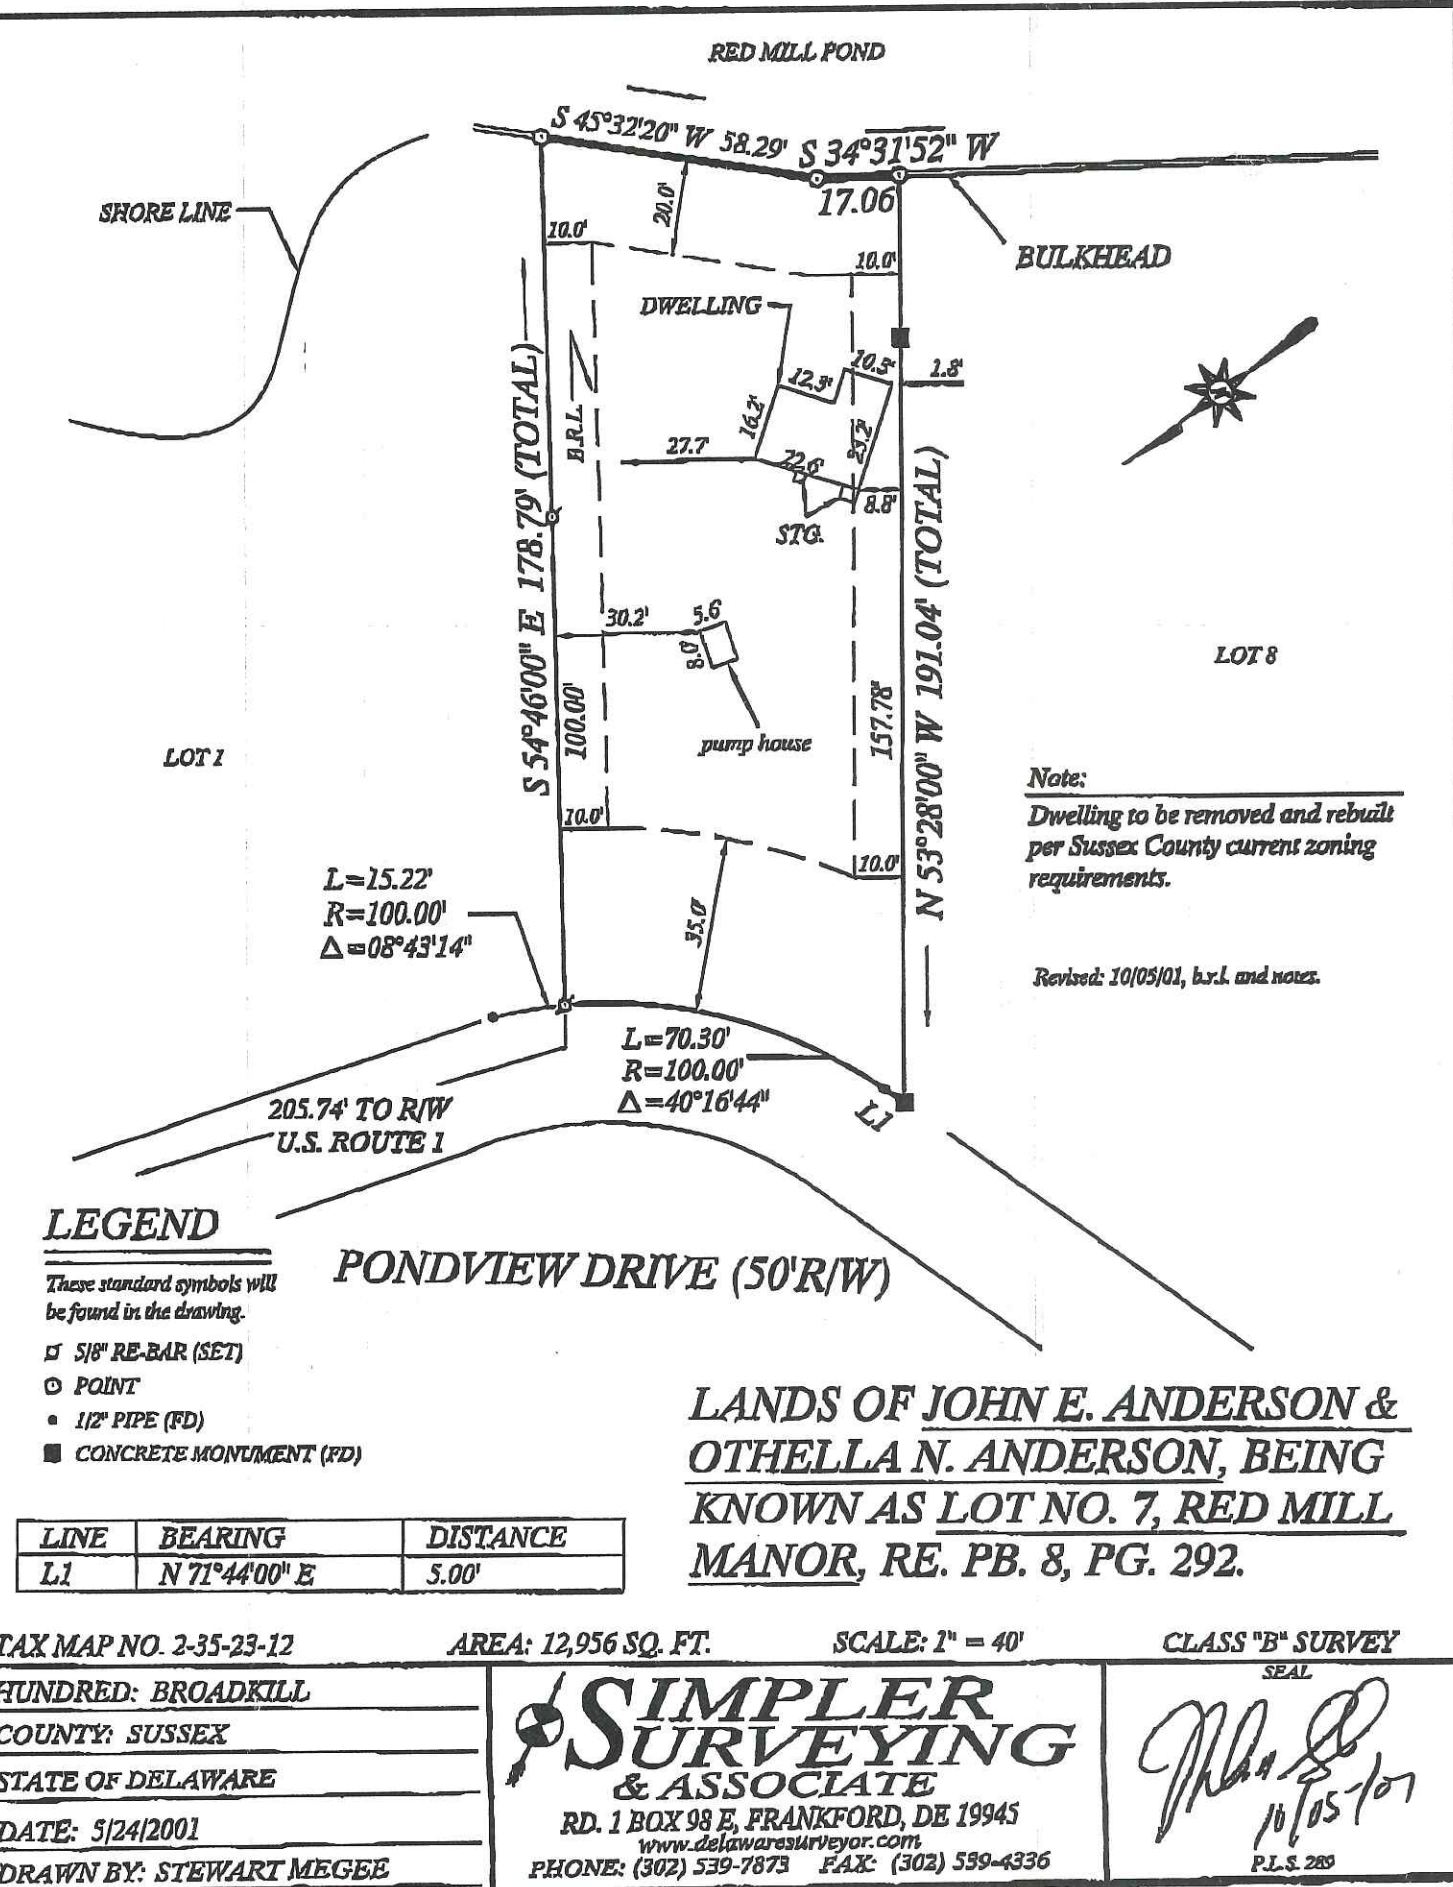 RED MILL POND
S 45°32'20" W 58.29'
S 34°31'52" W
17.06
SHORE LINE
20.0'
10.0'
BULKHEAD
10.0'
DWELLING
12.3'
10.3'
1.8'
16.2'
23.2'
B.R.L.
27.7'
22.6'
8.8'
STG.
S 54°46'00" E 178.79' (TOTAL)
N 53°28'00" W 191.04' (TOTAL)
30.2'
5.6
8.0'
LOT 8
100.00'
157.78'
pump house
LOT 1
Note:
Dwelling to be removed and rebuilt
per Sussex County current zoning
requirements.
10.0'
10.0'
L=15.22'
R=100.00'
Δ=08°43'14"
35.0'
Revised: 10/05/01, b.r.l. and notes.
L=70.30'
R=100.00'
Δ=40°16'44"
L1
205.74' TO R/W
U.S. ROUTE 1
LEGEND
These standard symbols will
be found in the drawing.
5/8" RE-BAR (SET)
POINT
1/2" PIPE (FD)
CONCRETE MONUMENT (FD)
PONDVIEW DRIVE (50'R/W)
LANDS OF JOHN E. ANDERSON &
OTHELLA N. ANDERSON, BEING
KNOWN AS LOT NO. 7, RED MILL
MANOR, RE. PB. 8, PG. 292.
LINE BEARING DISTANCE
L1 N 71°44'00" E 5.00'
TAX MAP NO. 2-35-23-12 AREA: 12,956 SQ. FT. SCALE: 1" = 40' CLASS "B" SURVEY
HUNDRED: BROADKILL
COUNTY: SUSSEX
STATE OF DELAWARE
DATE: 5/24/2001
DRAWN BY: STEWART MEGEE
SIMPLER
SURVEYING
& ASSOCIATE
RD. 1 BOX 98 E, FRANKFORD, DE 19945
www.delawaresurveyor.com
PHONE: (302) 539-7873 FAX: (302) 539-4336
SEAL
10/05/01
P.L.S. 289